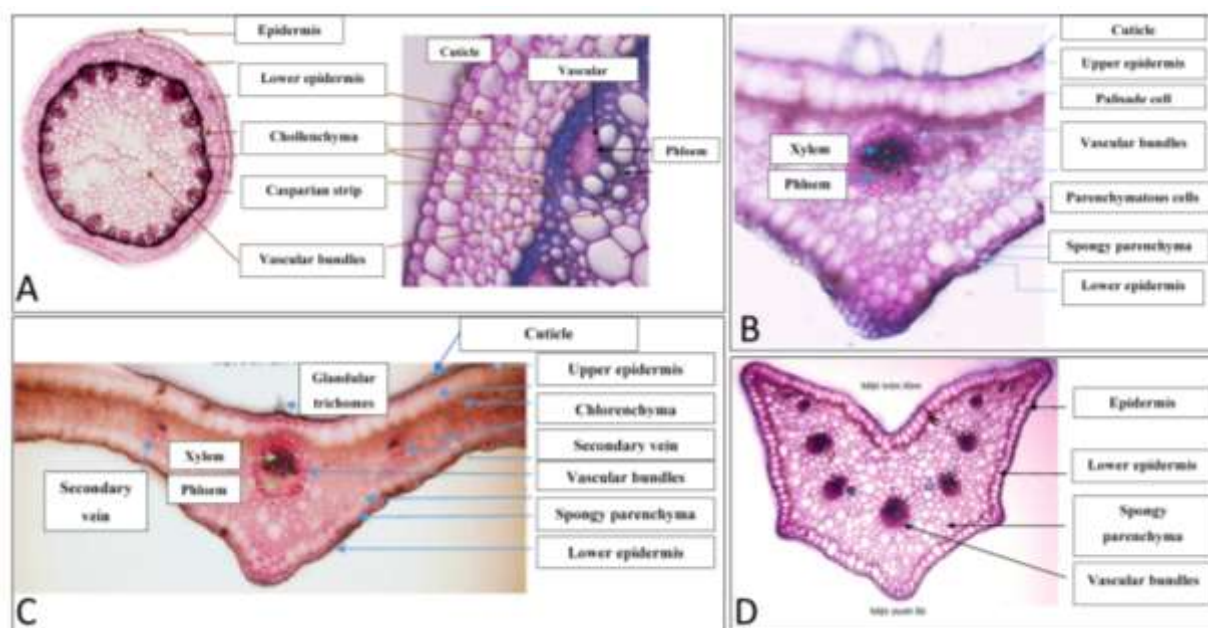 Epidermis
Lower epidermis
Chollenchyma
Casparian strip
Vascular bundles
Cuticle
Vascular
Phloem
A
Cuticle
Upper epidermis
Palisade cell
Vascular bundles
Xylem
Phloem
Parenchymatous cells
Spongy parenchyma
Lower epidermis
B
Cuticle
Glandular
trichomes
Upper epidermis
Chlorenchyma
Secondary vein
Xylem
Vascular bundles
Phloem
Secondary
vein
Spongy parenchyma
Lower epidermis
C
Epidermis
Lower epidermis
Spongy
parenchyma
Vascular bundles
D